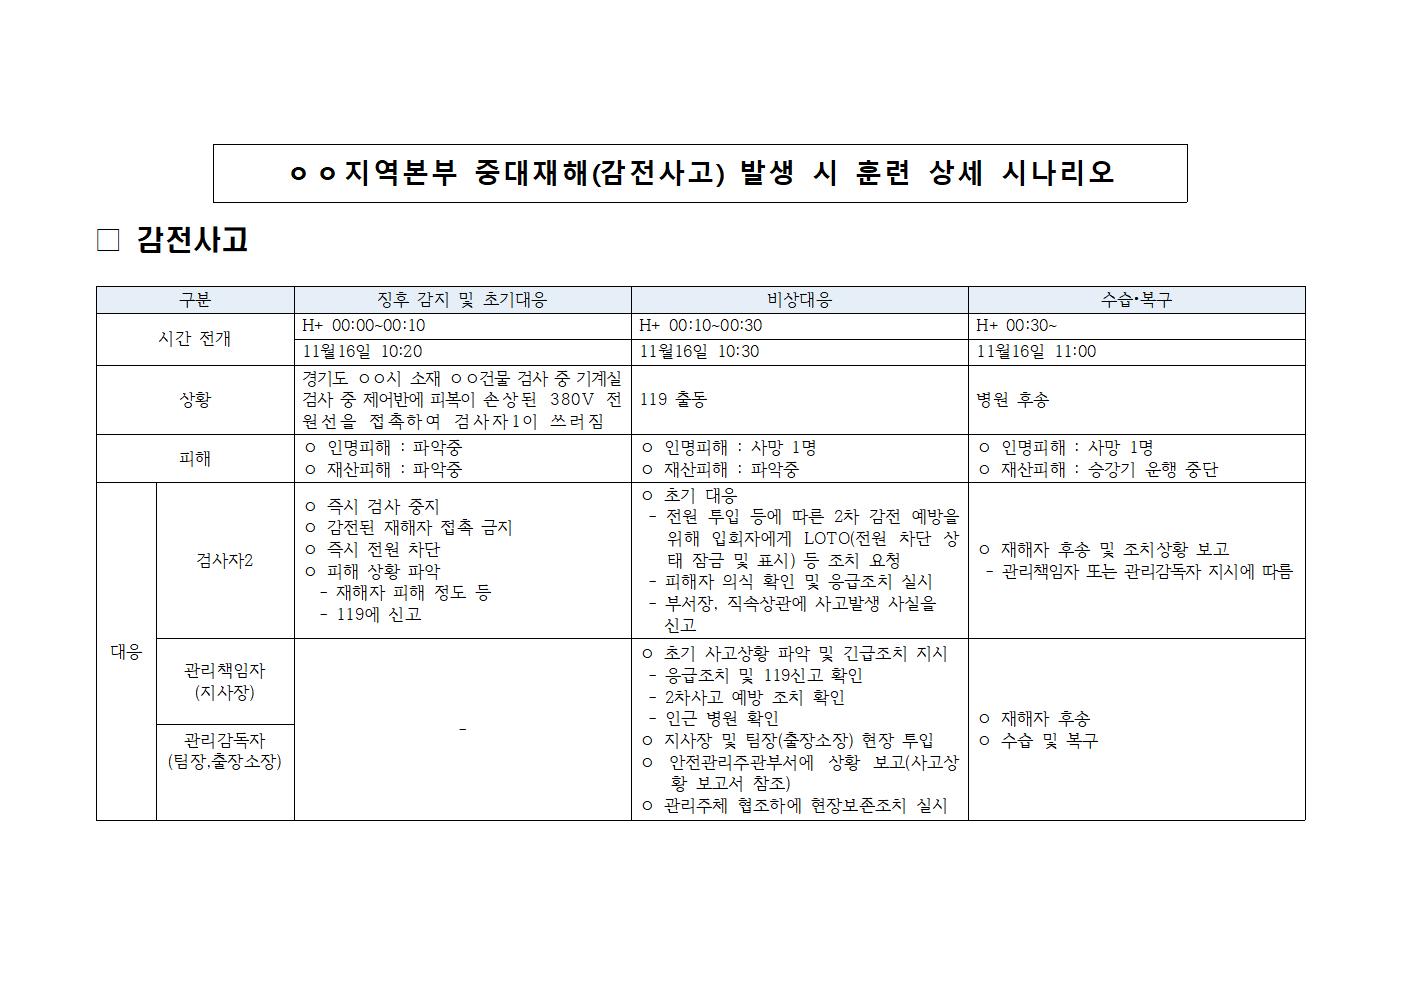 ㅇㅇ지역본부 중대재해(감전사고) 발생 시 훈련 상세 시나리오
□ 감전사고
구분 징후 감지 및 초기대응 비상대응 수습·복구
시간 전개
H+ 00:00~00:10 H+ 00:10~00:30 H+ 00:30~
11월16일 10:20 11월16일 10:30 11월16일 11:00
상황
경기도 ㅇㅇ시 소재 ㅇㅇ건물 검사 중 기계실
검사 중 제어반에 피복이 손상된 380V 전
원선을 접촉하여 검사자1이 쓰러짐
119 출동
병원 후송
피해
ㅇ 인명피해 : 파악중
ㅇ 재산피해 : 파악중
ㅇ 인명피해 : 사망 1명
ㅇ 재산피해 : 파악중
ㅇ 인명피해 : 사망 1명
ㅇ 재산피해 : 승강기 운행 중단
대응
검사자2
ㅇ 즉시 검사 중지
ㅇ 감전된 재해자 접촉 금지
ㅇ 즉시 전원 차단
ㅇ 피해 상황 파악
- 재해자 피해 정도 등
- 119에 신고
ㅇ 초기 대응
- 전원 투입 등에 따른 2차 감전 예방을
위해 입회자에게 LOTO(전원 차단 상
태 잠금 및 표시) 등 조치 요청
- 피해자 의식 확인 및 응급조치 실시
- 부서장, 직속상관에 사고발생 사실을
신고
ㅇ 재해자 후송 및 조치상황 보고
- 관리책임자 또는 관리감독자 지시에 따름
관리책임자
(지사장)
관리감독자
(팀장,출장소장)
-
ㅇ 초기 사고상황 파악 및 긴급조치 지시
- 응급조치 및 119신고 확인
- 2차사고 예방 조치 확인
- 인근 병원 확인
ㅇ 지사장 및 팀장(출장소장) 현장 투입
ㅇ 안전관리주관부서에 상황 보고(사고상
황 보고서 참조)
ㅇ 관리주체 협조하에 현장보존조치 실시
ㅇ 재해자 후송
ㅇ 수습 및 복구